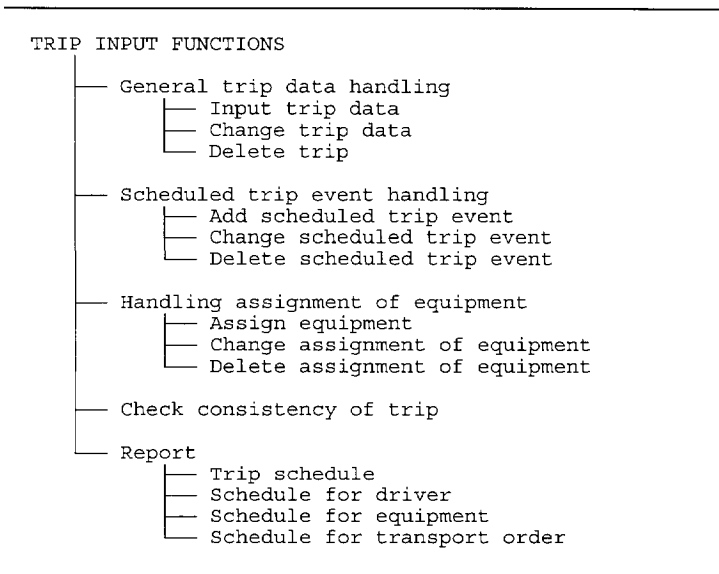 TRIP INPUT FUNCTIONS
General trip data handling
Input trip data
Change trip data
Delete trip
Scheduled trip event handling
Add scheduled trip event
Change scheduled trip event
Delete scheduled trip event
Handling assignment of equipment
Assign equipment
Change assignment of equipment
Delete assignment of equipment
Check consistency of trip
Report
Trip schedule
Schedule for driver
Schedule for equipment
Schedule for transport order